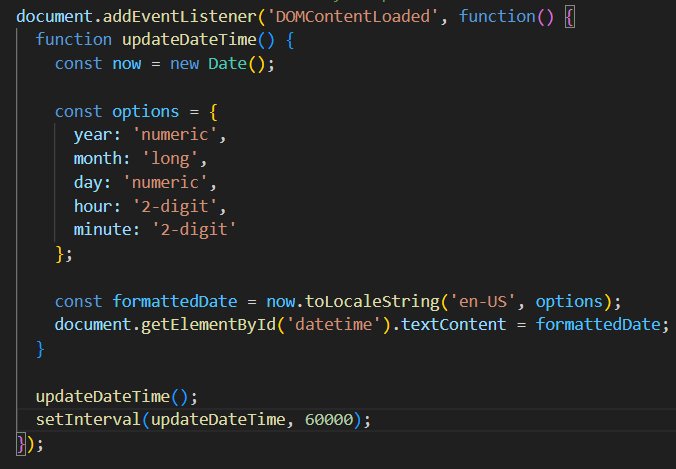 document.addEventListener('DOMContentLoaded', function() {
  function updateDateTime() {
    const now = new Date();

    const options = {
      year: 'numeric',
      month: 'long',
      day: 'numeric',
      hour: '2-digit',
      minute: '2-digit'
    };

    const formattedDate = now.toLocaleString('en-US', options);
    document.getElementById('datetime').textContent = formattedDate;
  }

  updateDateTime();
  setInterval(updateDateTime, 60000);
});